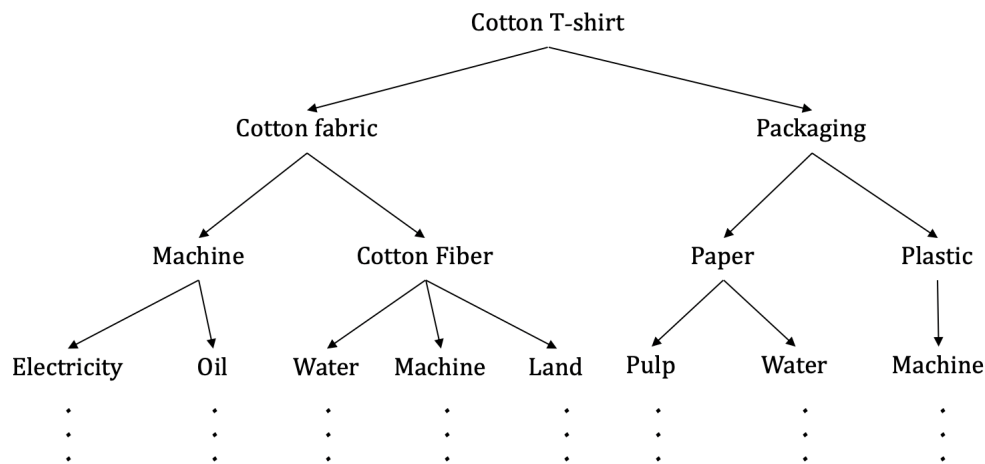 Cotton T-shirt
Cotton fabric Packaging
Machine Cotton Fiber Paper Plastic
Electricity Oil Water Machine Land Pulp Water Machine